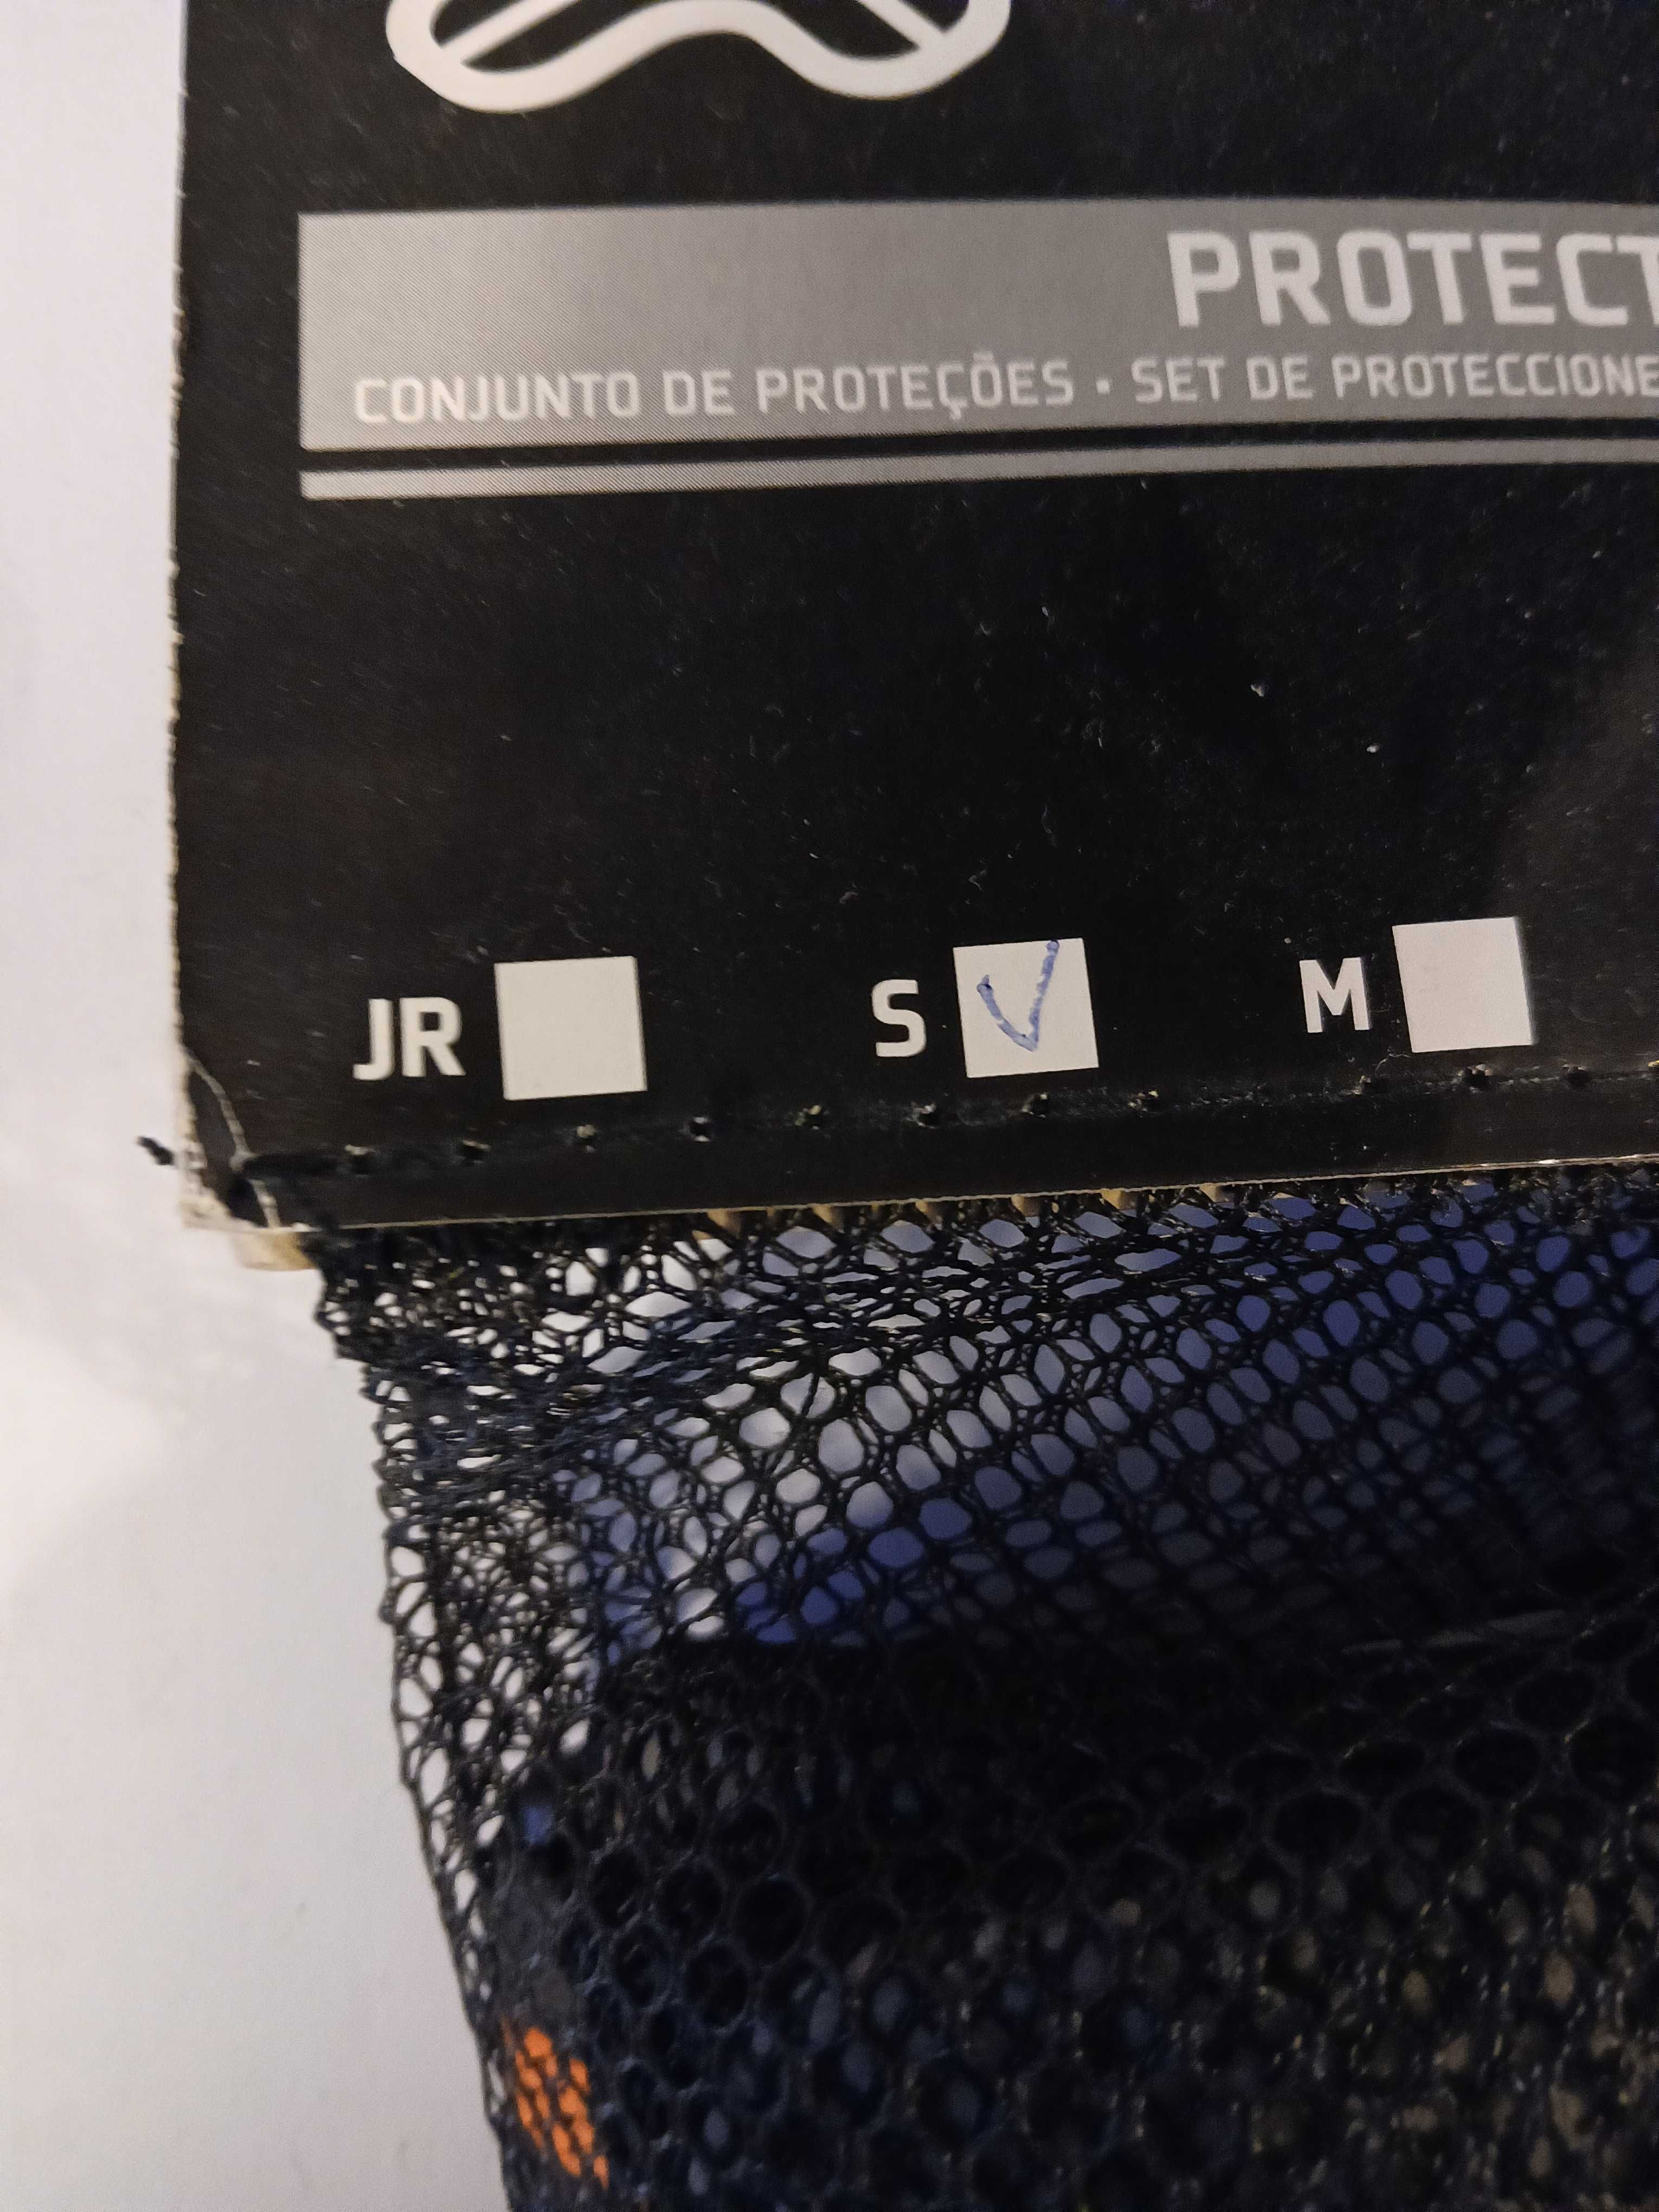 PROTECT
CONJUNTO DE PROTEÇÕES · SET DE PROTECCIONE
JR S M